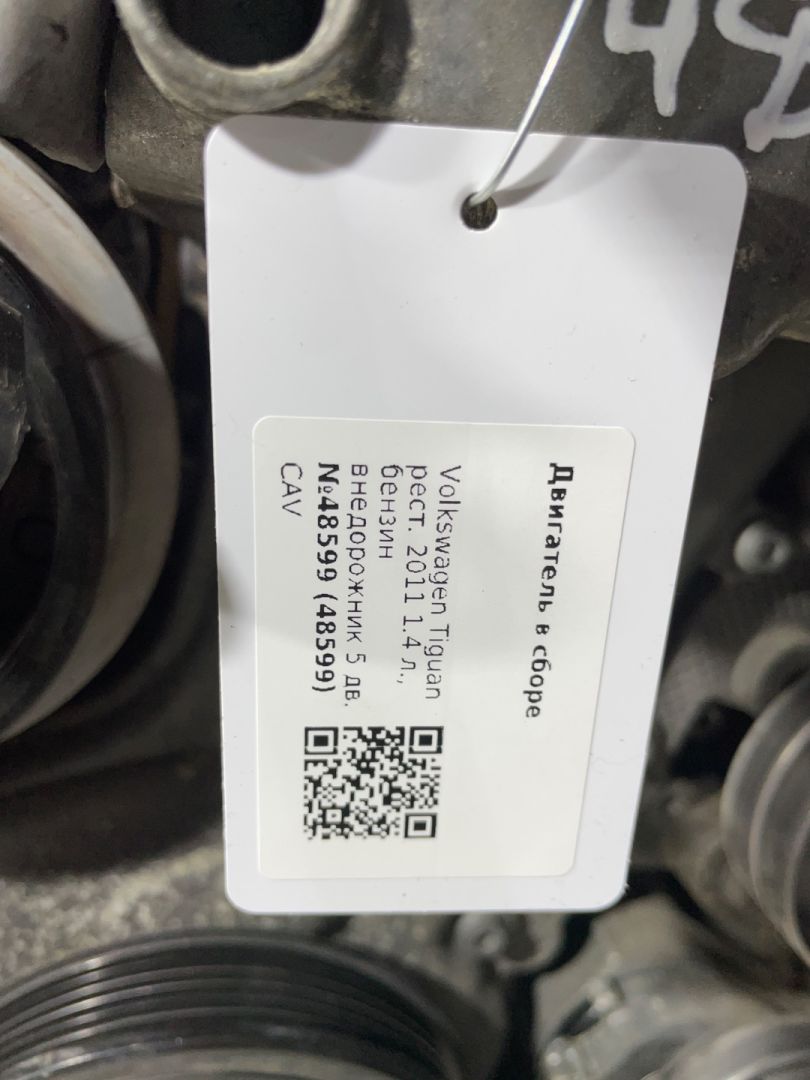 Двигатель в сборе
Volkswagen Tiguan
рест. 2011 1.4 л.,
бензин
внедорожник 5 дв.
№48599 (48599)
CAV